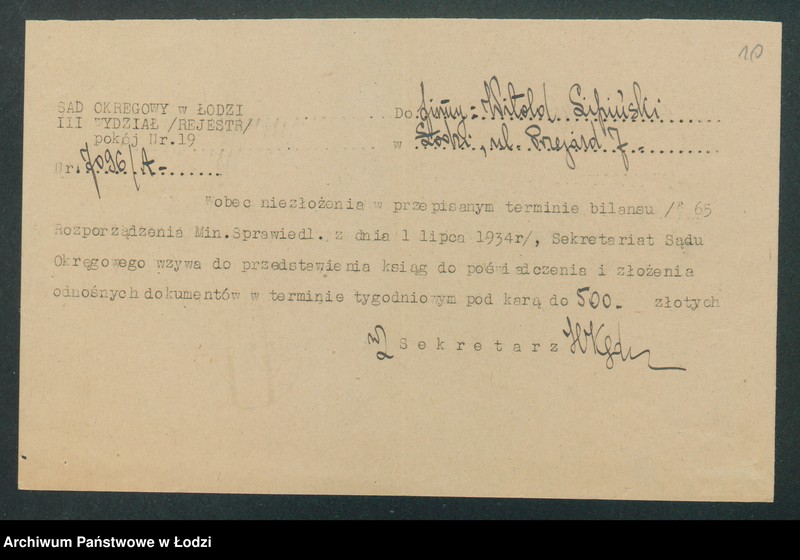 10
SĄD OKRĘGOWY w ŁODZI
III WYDZIAŁ /REJESTR/
pokój Nr.19
Nr. 7096/A-
Do firmy: Witold Lipiński
w Łodzi, ul. Przejazd 7.-
Wobec niezłożenia w przepisanym terminie bilansu /§ 65
Rozporządzenia Min.Sprawiedl. z dnia 1 lipca 1934r/, Sekretariat Sądu
Okręgowego wzywa do przedstawienia ksiąg do poświadczenia i złożenia
odnośnych dokumentów w terminie tygodniowym pod karą do 500.- złotych
Sekretarz
Archiwum Państwowe w Łodzi